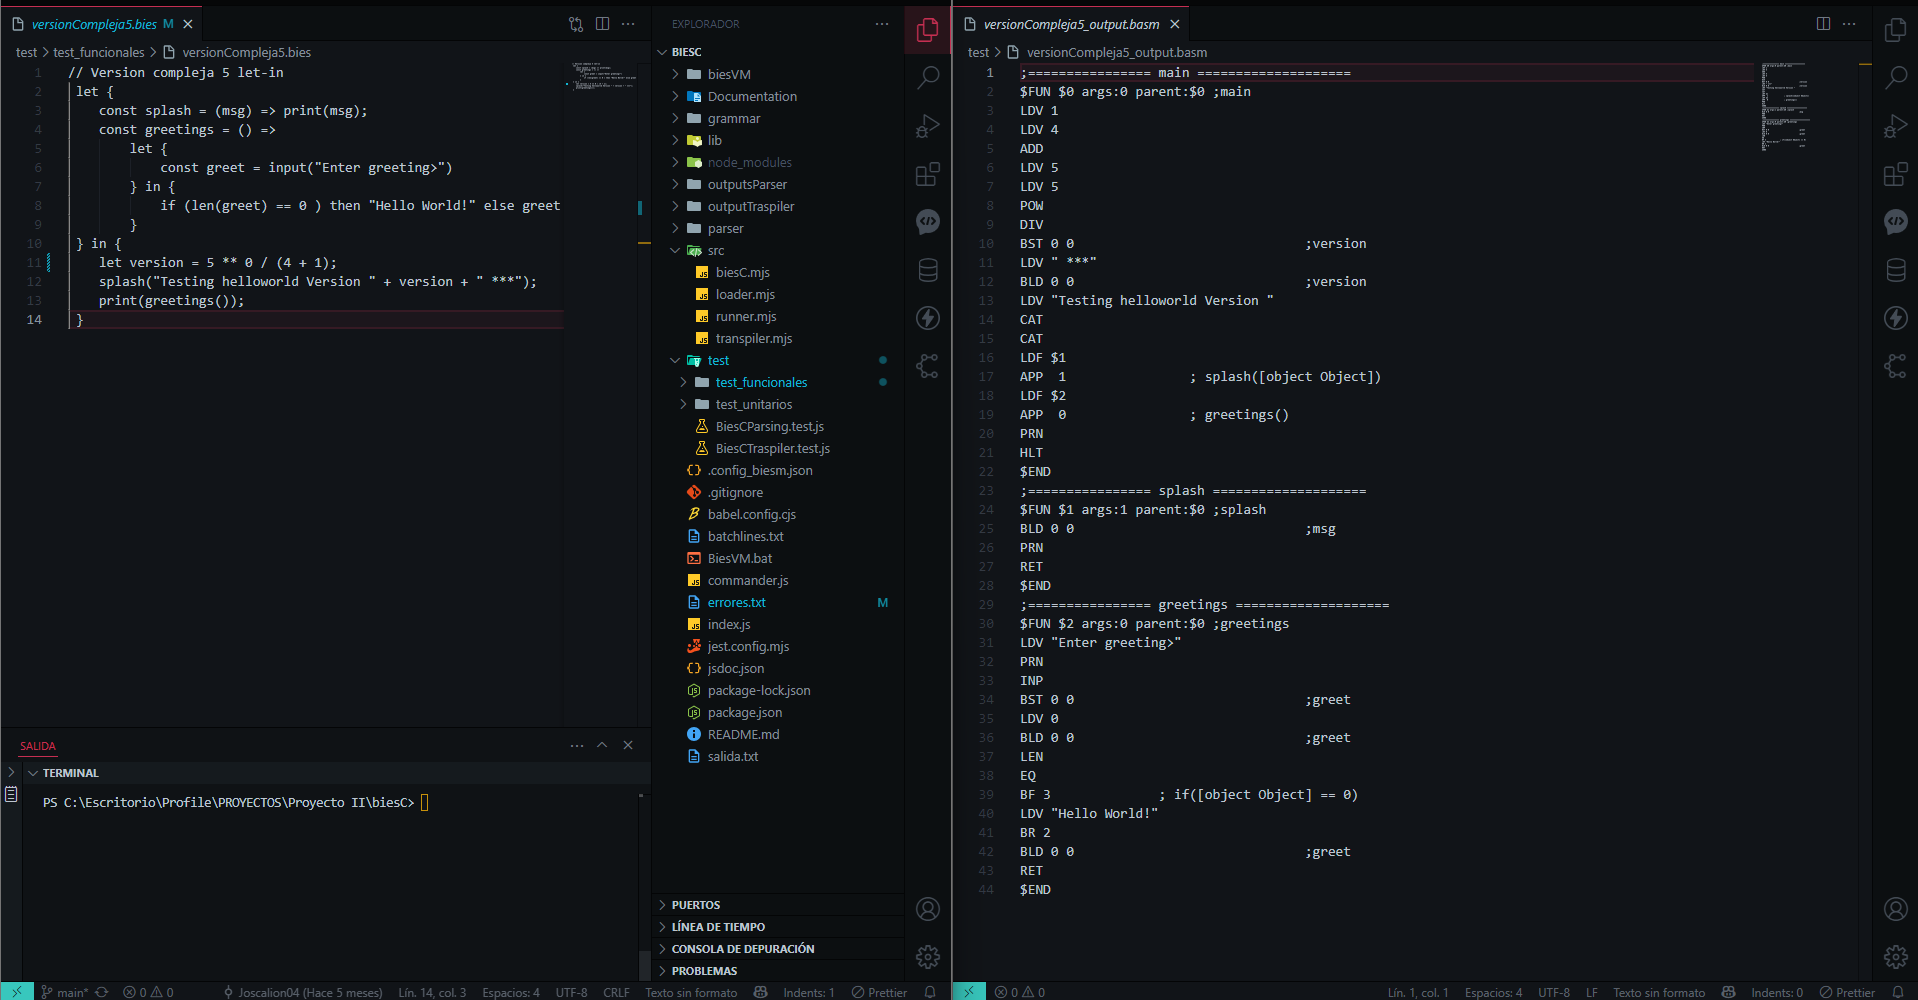 versionCompleja5.bies M
test > test_funcionales > versionCompleja5.bies
1 // Version compleja 5 let-in
2 let {
3 const splash = (msg) => print(msg);
4 const greetings = () =>
5 let {
6 const greet = input("Enter greeting>")
7 } in {
8 if (len(greet) == 0 ) then "Hello World!" else greet
9 }
10 } in {
11 let version = 5 ** 0 / (4 + 1);
12 splash("Testing helloworld Version " + version + " ***");
13 print(greetings());
14 }
SALIDA
TERMINAL
PS C:\Escritorio\Profile\PROYECTOS\Proyecto II\biesC>
EXPLORADOR
BIESC
biesVM
Documentation
grammar
lib
node_modules
outputsParser
outputTraspiler
parser
src
biesC.mjs
loader.mjs
runner.mjs
transpiler.mjs
test
test_funcionales
test_unitarios
BiesCParsing.test.js
BiesCTraspiler.test.js
.config_biesm.json
.gitignore
babel.config.cjs
batchlines.txt
BiesVM.bat
commander.js
errores.txt M
index.js
jest.config.mjs
jsdoc.json
package-lock.json
package.json
README.md
salida.txt
PUERTOS
LÍNEA DE TIEMPO
CONSOLA DE DEPURACIÓN
PROBLEMAS
main* 0 0 Joscalion04 (Hace 5 meses) Lín. 14, col. 3 Espacios: 4 UTF-8 CRLF Texto sin formato Indents: 1 Prettier
versionCompleja5_output.basm
test > versionCompleja5_output.basm
1 ;================ main ====================
2 $FUN $0 args:0 parent:$0 ;main
3 LDV 1
4 LDV 4
5 ADD
6 LDV 5
7 LDV 5
8 POW
9 DIV
10 BST 0 0 ;version
11 LDV " ***"
12 BLD 0 0 ;version
13 LDV "Testing helloworld Version "
14 CAT
15 CAT
16 LDF $1
17 APP 1 ; splash([object Object])
18 LDF $2
19 APP 0 ; greetings()
20 PRN
21 HLT
22 $END
23 ;================ splash ====================
24 $FUN $1 args:1 parent:$0 ;splash
25 BLD 0 0 ;msg
26 PRN
27 RET
28 $END
29 ;================ greetings ====================
30 $FUN $2 args:0 parent:$0 ;greetings
31 LDV "Enter greeting>"
32 PRN
33 INP
34 BST 0 0 ;greet
35 LDV 0
36 BLD 0 0 ;greet
37 LEN
38 EQ
39 BF 3 ; if([object Object] == 0)
40 LDV "Hello World!"
41 BR 2
42 BLD 0 0 ;greet
43 RET
44 $END
0 0 Lín. 1, col. 1 Espacios: 4 UTF-8 LF Texto sin formato Indents: 0 Prettier